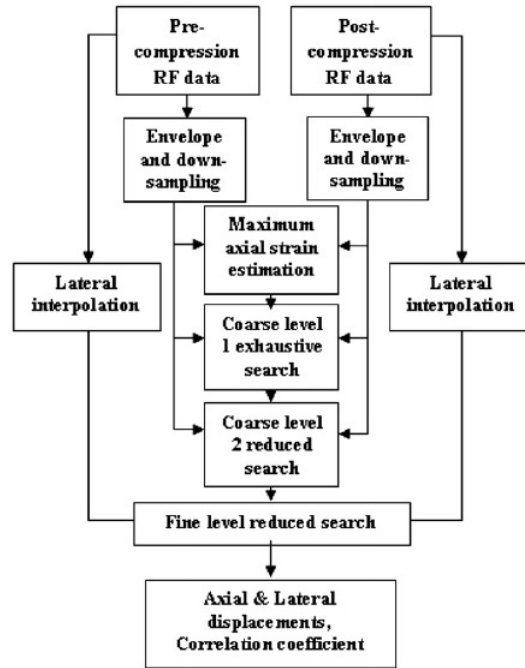 Pre-
compression
RF data
Post-
compression
RF data
Envelope
and down-
sampling
Envelope
and down-
sampling
Maximum
axial strain
estimation
Lateral
interpolation
Lateral
interpolation
Coarse level
1 exhaustive
search
Coarse level
2 reduced
search
Fine level reduced search
Axial & Lateral
displacements,
Correlation coefficient